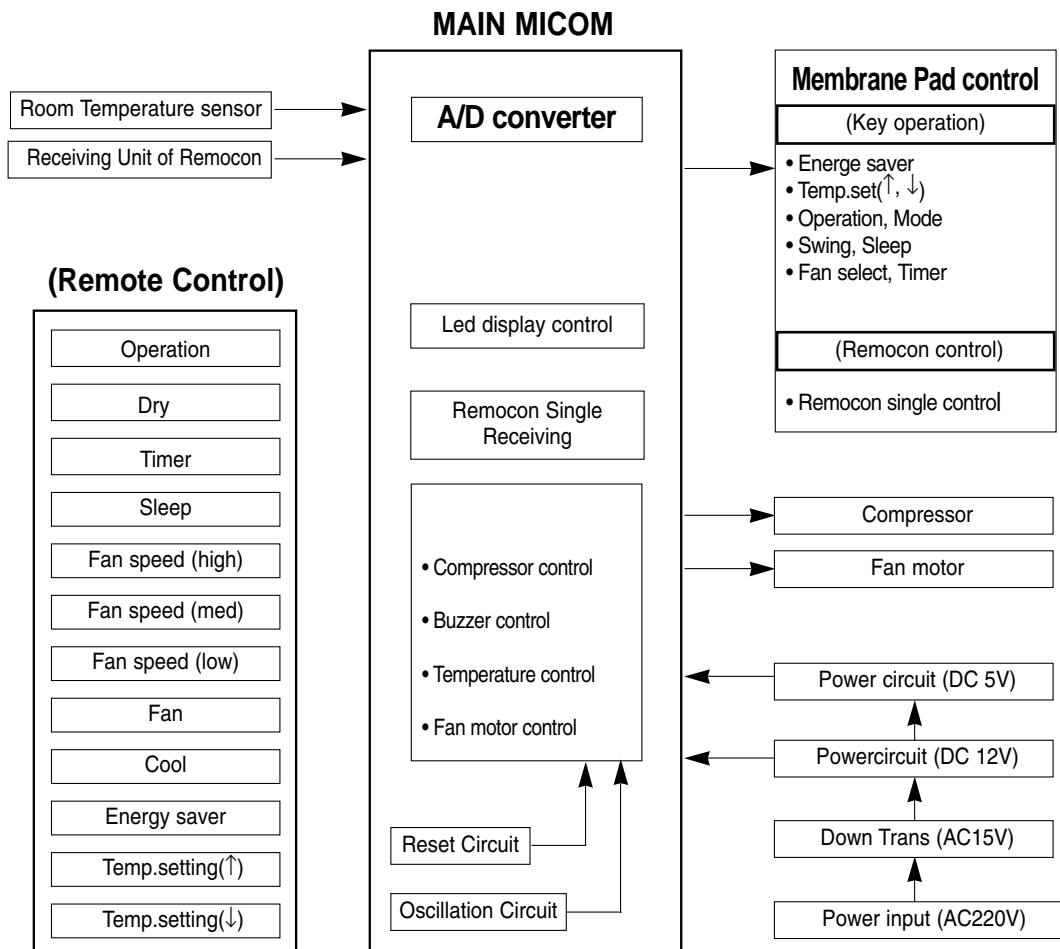 MAIN MICOM
Room Temperature sensor
Receiving Unit of Remocon
(Remote Control)
Operation
Dry
Timer
Sleep
Fan speed (high)
Fan speed (med)
Fan speed (low)
Fan
Cool
Energy saver
Temp.setting(↑)
Temp.setting(↓)
A/D converter
Led display control
Remocon Single
Receiving
• Compressor control
• Buzzer control
• Temperature control
• Fan motor control
Reset Circuit
Oscillation Circuit
Membrane Pad control
(Key operation)
• Energe saver
• Temp.set(↑, ↓)
• Operation, Mode
• Swing, Sleep
• Fan select, Timer
(Remocon control)
• Remocon single control
Compressor
Fan motor
Power circuit (DC 5V)
Powercircuit (DC 12V)
Down Trans (AC15V)
Power input (AC220V)